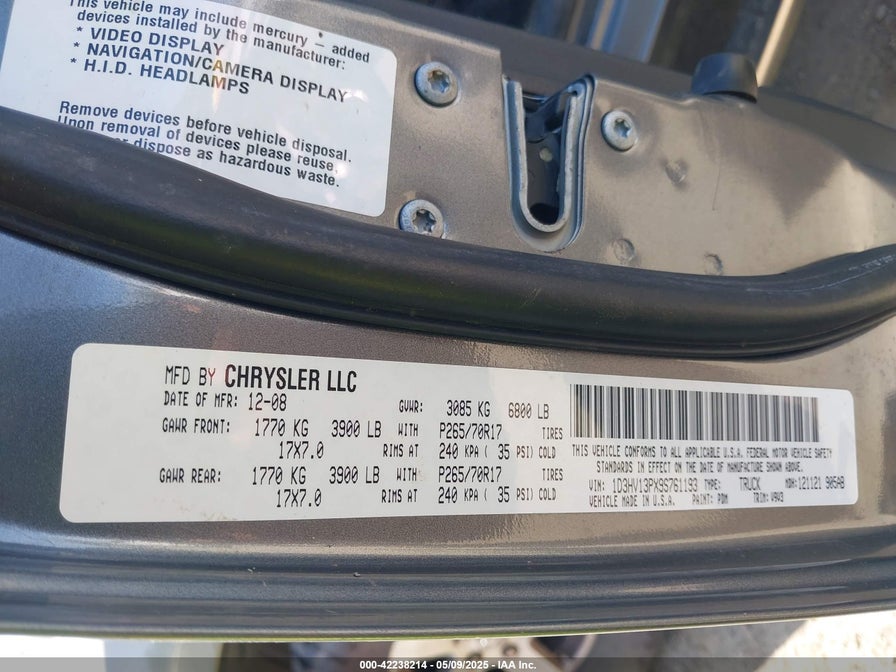 This vehicle may include mercury - added
devices installed by the manufacturer:
* VIDEO DISPLAY
* NAVIGATION/CAMERA DISPLAY
* H.I.D. HEADLAMPS
Remove devices before vehicle disposal.
Upon removal of devices please reuse,
or dispose as hazardous waste.
MFD BY CHRYSLER LLC
DATE OF MFR: 12-08 GVWR: 3085 KG 6800 LB
GAWR FRONT: 1770 KG 3900 LB WITH P265/70R17 TIRES
17X7.0 RIMS AT 240 KPA ( 35 PSI) COLD
GAWR REAR: 1770 KG 3900 LB WITH P265/70R17 TIRES
17X7.0 RIMS AT 240 KPA ( 35 PSI) COLD
THIS VEHICLE CONFORMS TO ALL APPLICABLE U.S.A. FEDERAL MOTOR VEHICLE SAFETY
STANDARDS IN EFFECT ON THE DATE OF MANUFACTURE SHOWN ABOVE.
VIN: 1D3HV13PX9S761193 TYPE: TRUCK MDH: 121121 905AB
VEHICLE MADE IN U.S.A. PAINT: PDM TRIM: V9V3
000-42238214 - 05/09/2025 - IAA Inc.